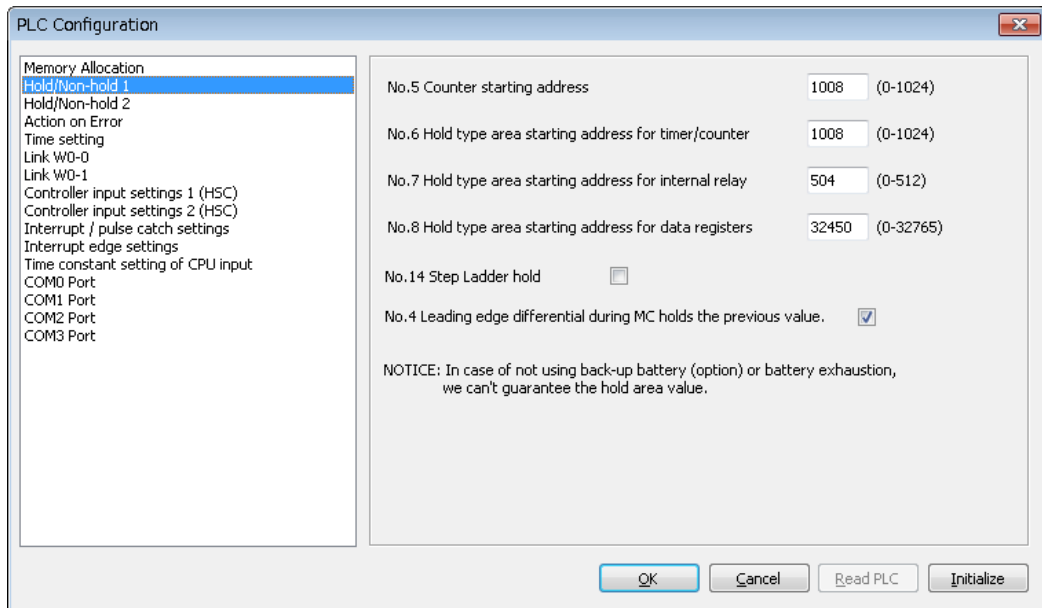 PLC Configuration
Memory Allocation
Hold/Non-hold 1
Hold/Non-hold 2
Action on Error
Time setting
Link W0-0
Link W0-1
Controller input settings 1 (HSC)
Controller input settings 2 (HSC)
Interrupt / pulse catch settings
Interrupt edge settings
Time constant setting of CPU input
COM0 Port
COM1 Port
COM2 Port
COM3 Port
No.5 Counter starting address 1008 (0-1024)
No.6 Hold type area starting address for timer/counter 1008 (0-1024)
No.7 Hold type area starting address for internal relay 504 (0-512)
No.8 Hold type area starting address for data registers 32450 (0-32765)
No.14 Step Ladder hold
No.4 Leading edge differential during MC holds the previous value.
NOTICE: In case of not using back-up battery (option) or battery exhaustion,
we can't guarantee the hold area value.
OK Cancel Read PLC Initialize